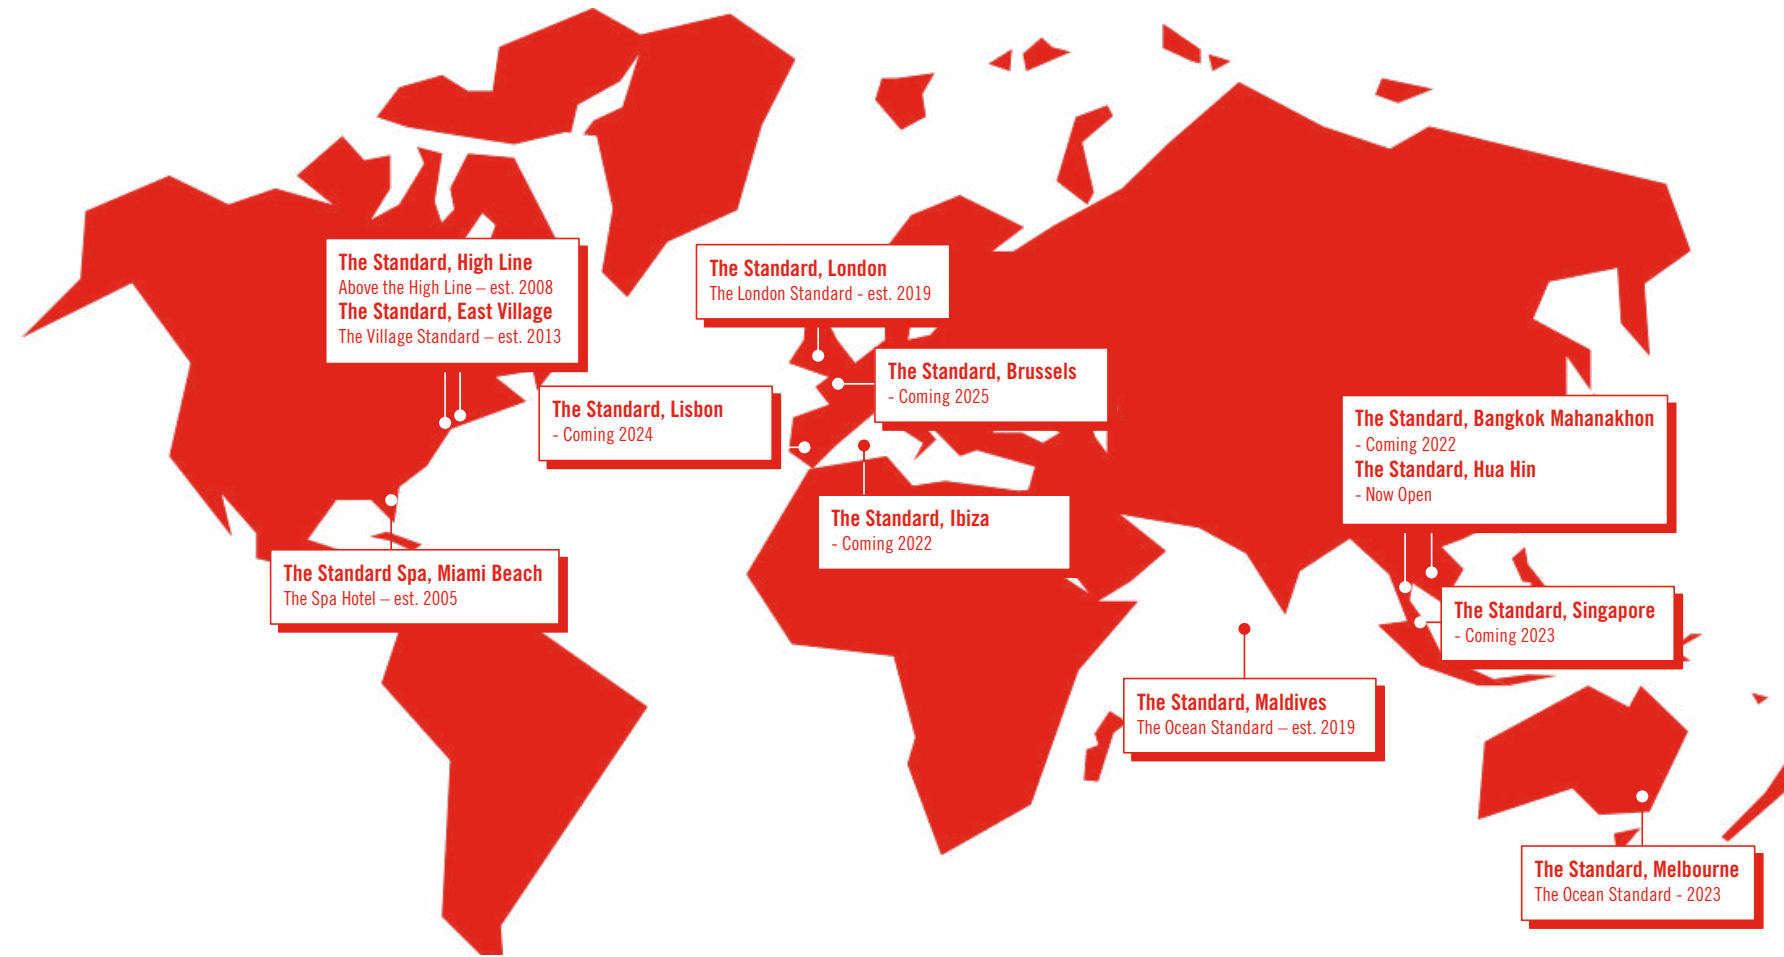 The Standard, High Line
Above the High Line – est. 2008
The Standard, East Village
The Village Standard – est. 2013
The Standard, London
The London Standard - est. 2019
The Standard, Brussels
- Coming 2025
The Standard, Lisbon
- Coming 2024
The Standard, Bangkok Mahanakhon
- Coming 2022
The Standard, Hua Hin
- Now Open
The Standard, Ibiza
- Coming 2022
The Standard Spa, Miami Beach
The Spa Hotel – est. 2005
The Standard, Singapore
- Coming 2023
The Standard, Maldives
The Ocean Standard – est. 2019
The Standard, Melbourne
The Ocean Standard - 2023